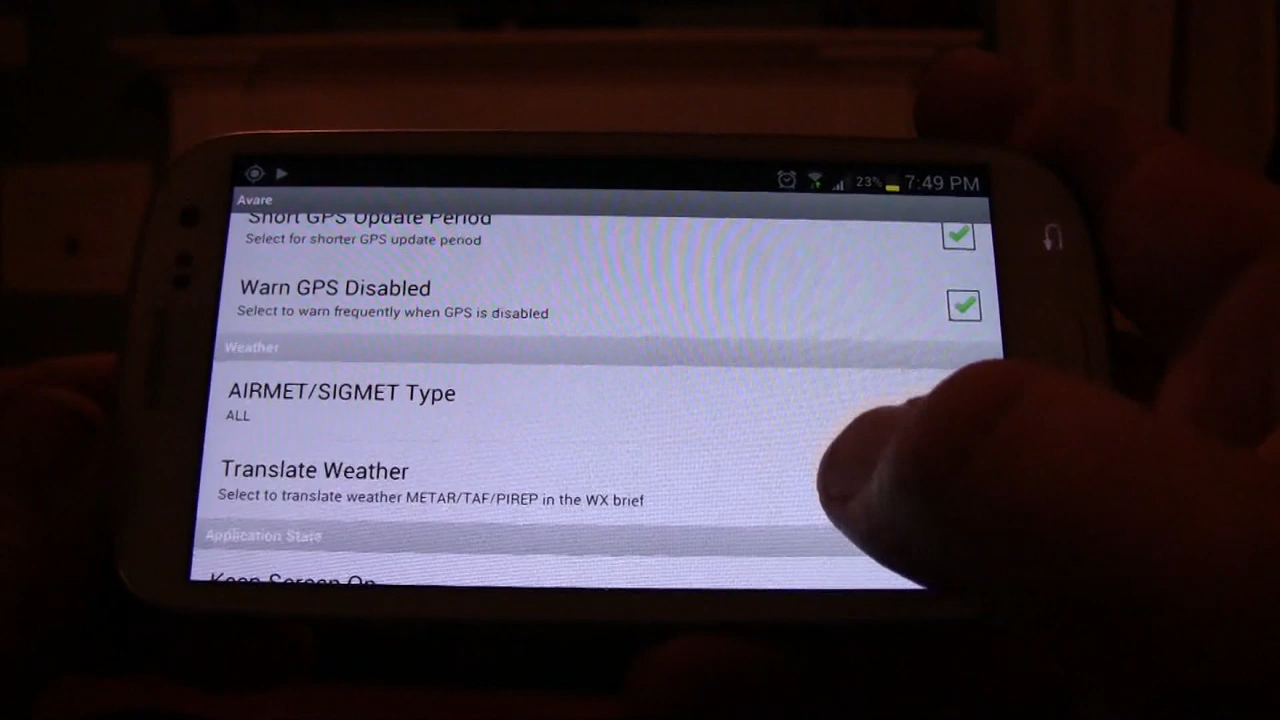 23% 7:49 PM
Avare
Short GPS Update Period
Select for shorter GPS update period
Warn GPS Disabled
Select to warn frequently when GPS is disabled
Weather
AIRMET/SIGMET Type
ALL
Translate Weather
Select to translate weather METAR/TAF/PIREP in the WX brief
Application State
Keep Screen On